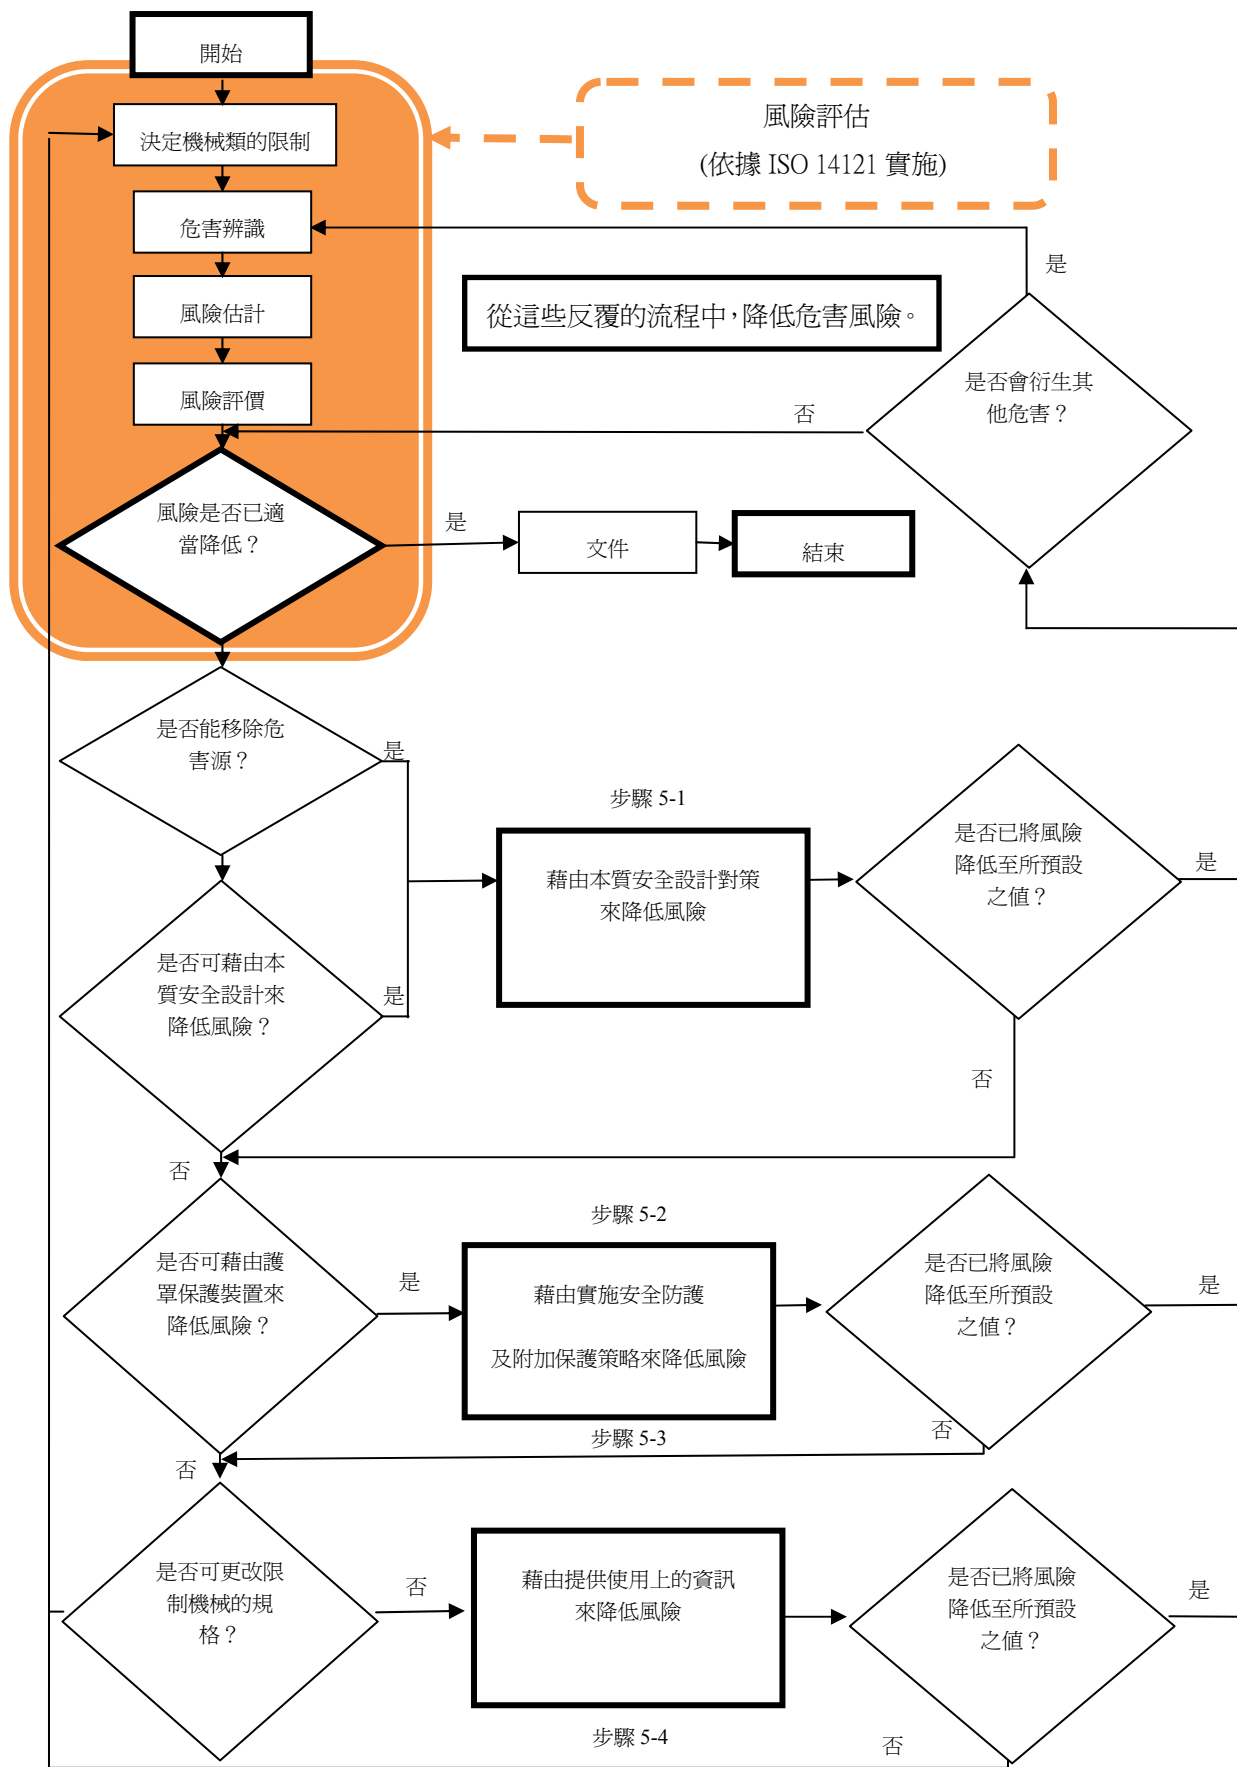 開始
風險評估
(依據 ISO 14121 實施)
決定機械類的限制
危害辨識
是
風險估計
從這些反覆的流程中，降低危害風險。
風險評價
是否會衍生其
他危害？
否
風險是否已適
當降低？
是
文件
結束
是否能移除危
害源？
是
步驟 5-1
藉由本質安全設計對策
來降低風險
是否已將風險
降低至所預設
之值？
是
是否可藉由本
質安全設計來
降低風險？
是
否
否
步驟 5-2
是否可藉由護
罩保護裝置來
降低風險？
是
藉由實施安全防護
及附加保護策略來降低風險
是否已將風險
降低至所預設
之值？
是
否
步驟 5-3
否
是否可更改限
制機械的規
格？
否
藉由提供使用上的資訊
來降低風險
是否已將風險
降低至所預設
之值？
是
步驟 5-4
否